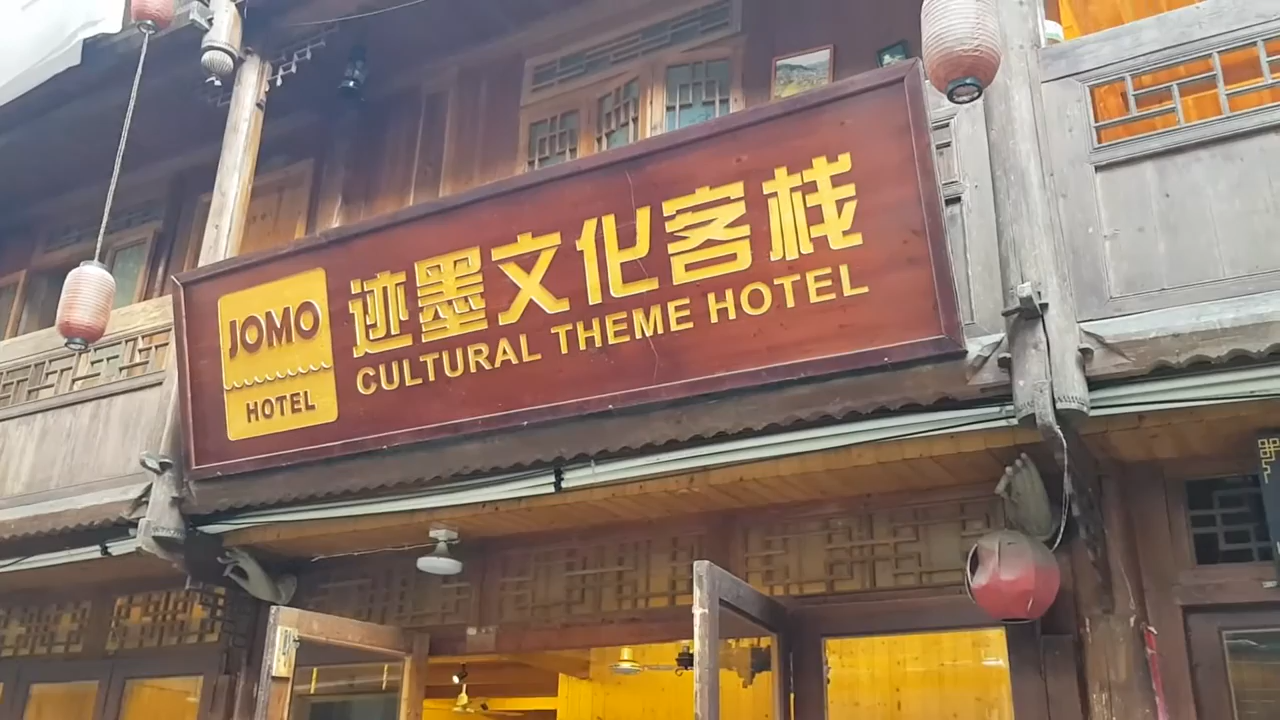 JOMO
HOTEL
迹墨文化客栈
CULTURAL THEME HOTEL